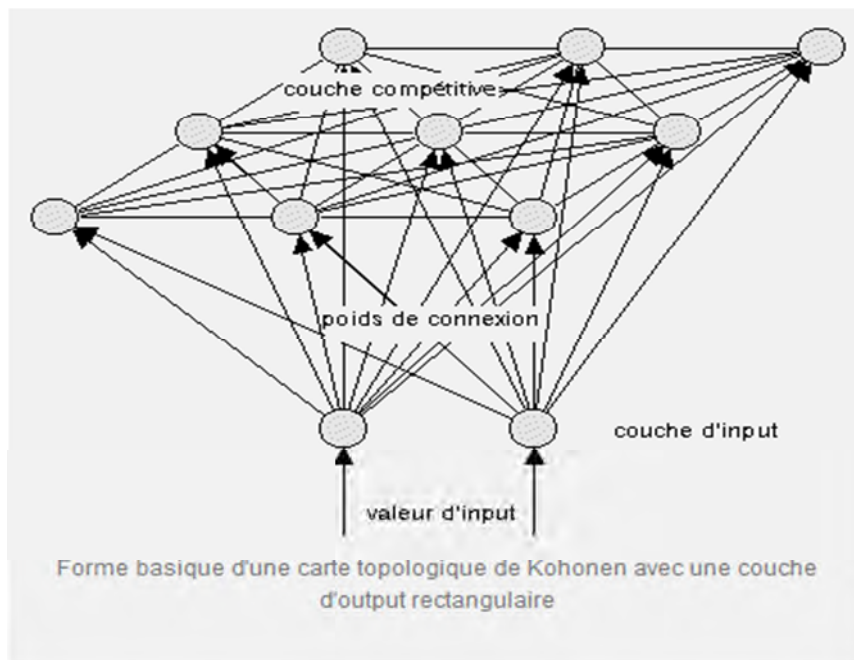 couche compétitive
poids de connexion
couche d'input
valeur d'input
Forme basique d'une carte topologique de Kohonen avec une couche
d'output rectangulaire